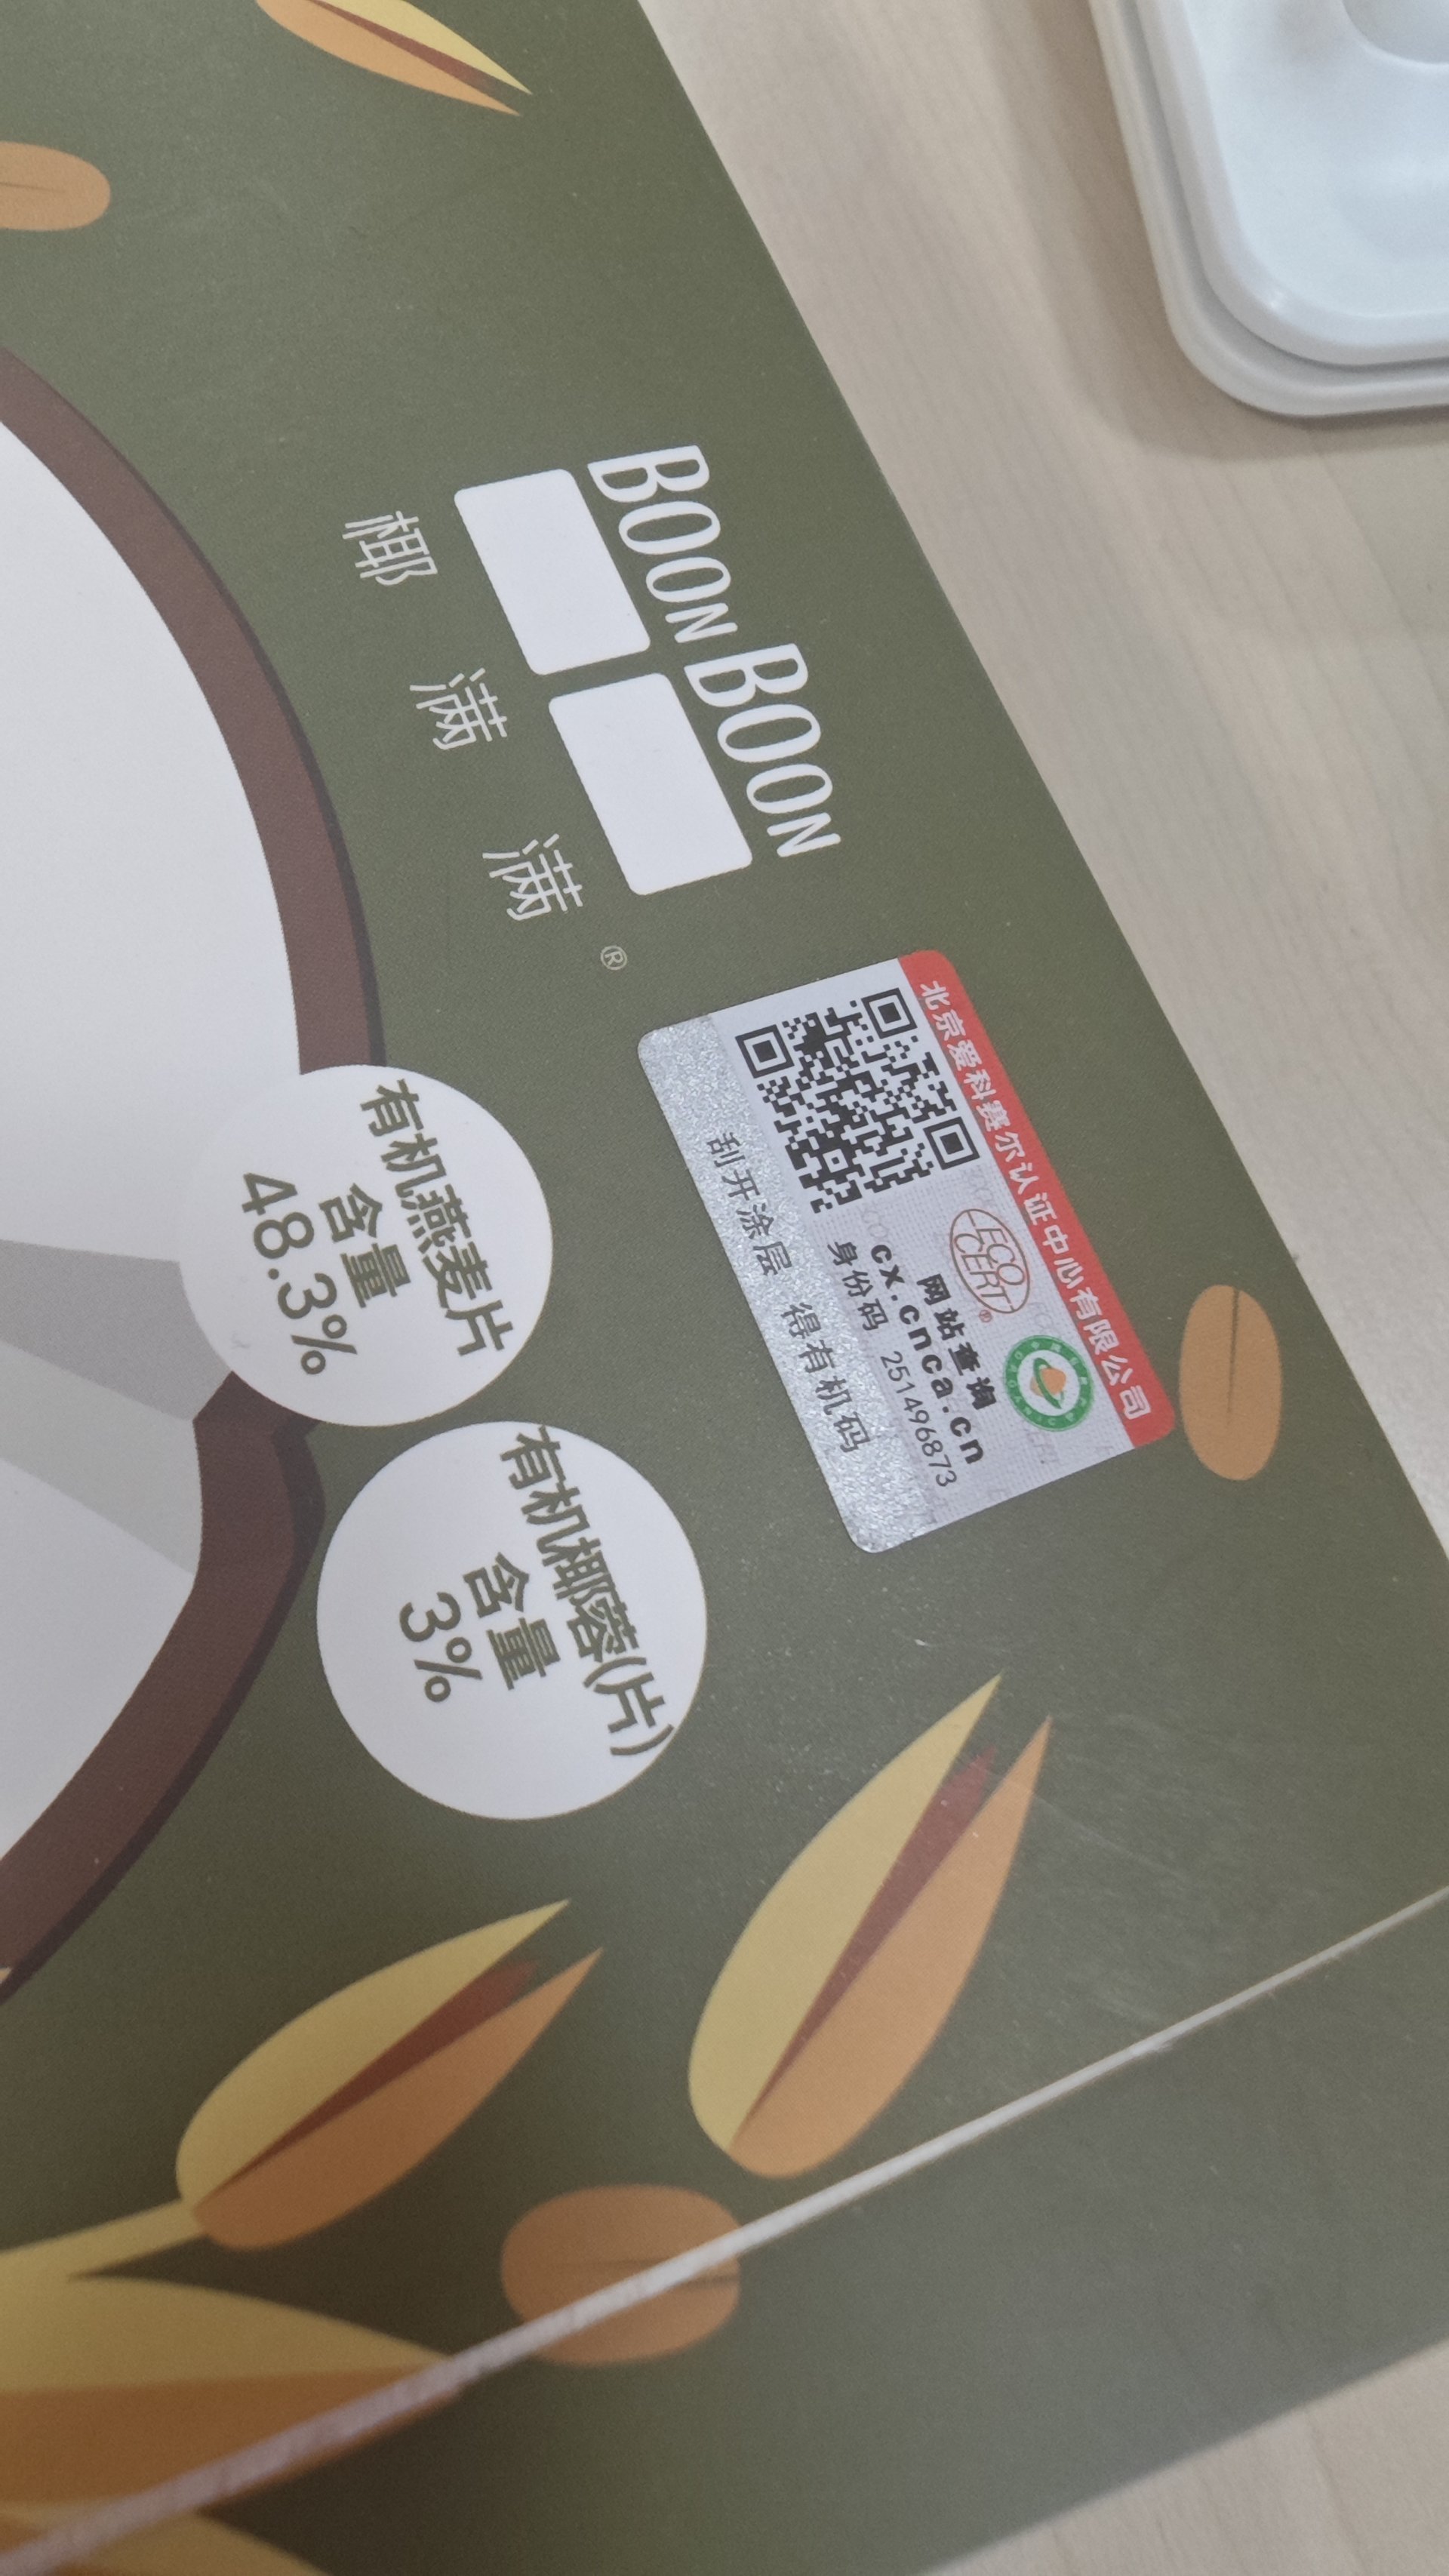 BOON BOON
椰 满 满®
北京爱科赛尔认证中心有限公司
ECO
CERT®
网站查询
cx.cnca.cn
身份码 251496873
刮开涂层 得有机码
有机燕麦片
含量
48.3%
有机椰蓉(片)
含量
3%